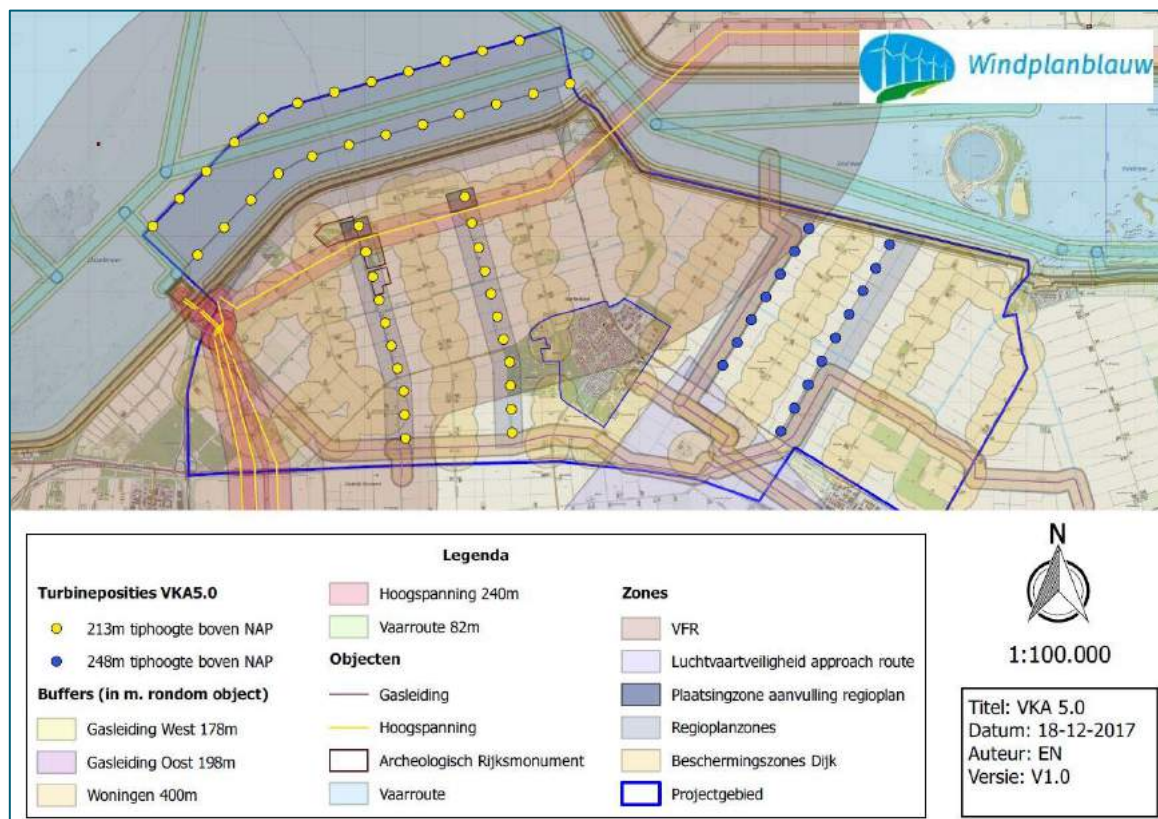 Windplanblauw
Legenda
Turbineposities VKA5.0
213m tiphoogte boven NAP
248m tiphoogte boven NAP
Buffers (in m. rondom object)
Gasleiding West 178m
Gasleiding Oost 198m
Woningen 400m
Hoogspanning 240m
Vaarroute 82m
Objecten
Gasleiding
Hoogspanning
Archeologisch Rijksmonument
Vaarroute
Zones
VFR
Luchtvaartveiligheid approach route
Plaatsingzone aanvulling regioplan
Regioplanzones
Beschermingszones Dijk
Projectgebied
N
1:100.000
Titel: VKA 5.0
Datum: 18-12-2017
Auteur: EN
Versie: V1.0